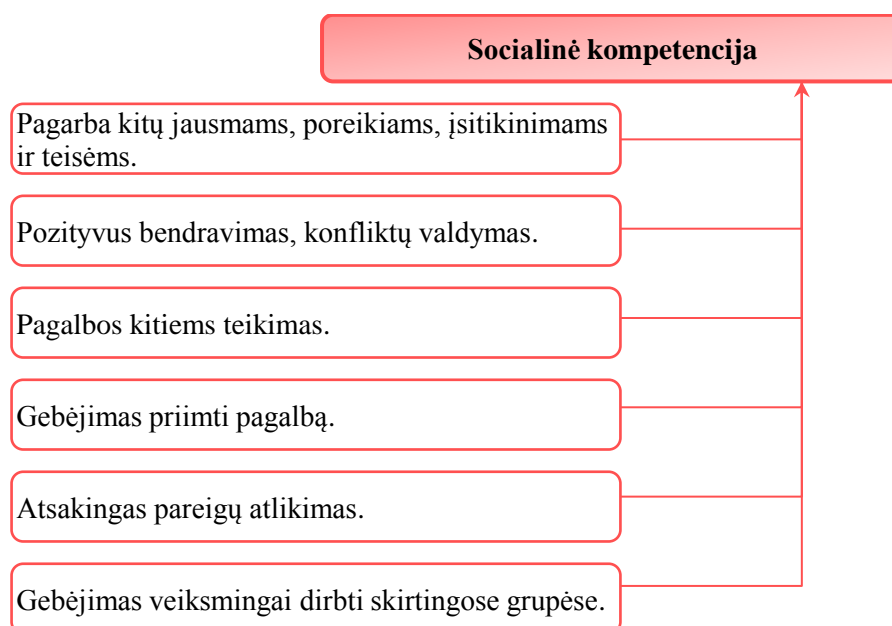 Socialinė kompetencija
Pagarba kitų jausmams, poreikiams, įsitikinimams
ir teisėms.
Pozityvus bendravimas, konfliktų valdymas.
Pagalbos kitiems teikimas.
Gebėjimas priimti pagalbą.
Atsakingas pareigų atlikimas.
Gebėjimas veiksmingai dirbti skirtingose grupėse.